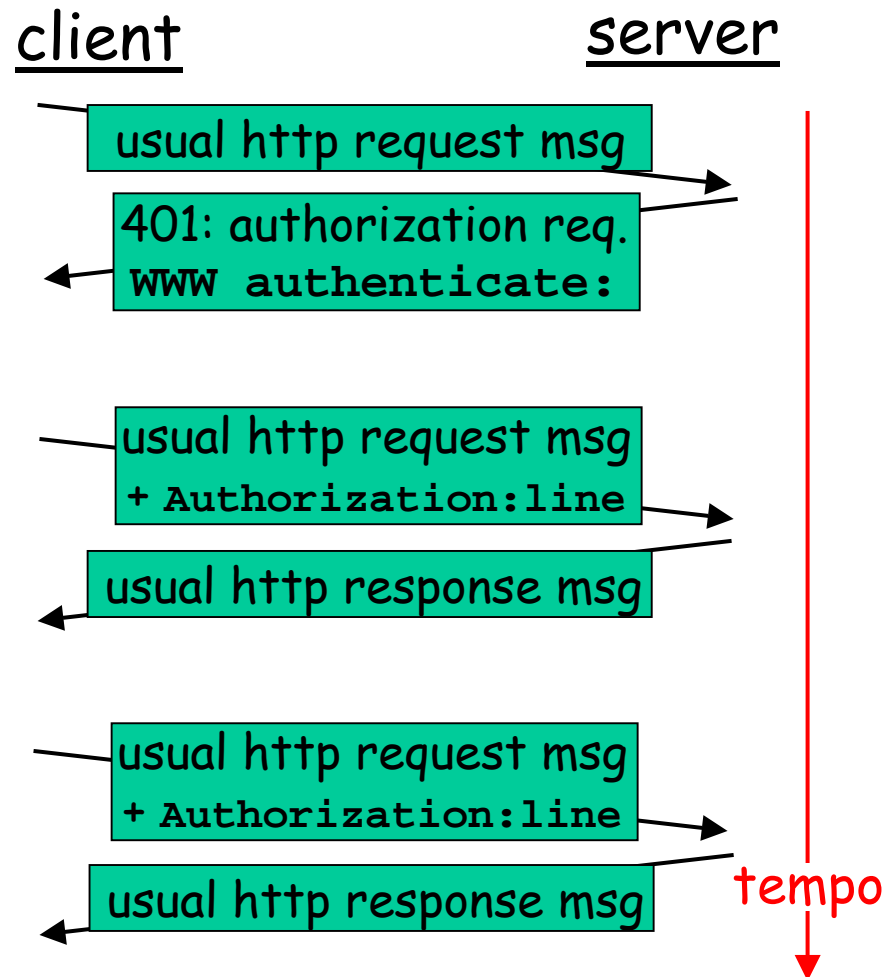 client
server
usual http request msg
401: authorization req.
WWW authenticate:
usual http request msg
+ Authorization:line
usual http response msg
usual http request msg
+ Authorization:line
usual http response msg
tempo